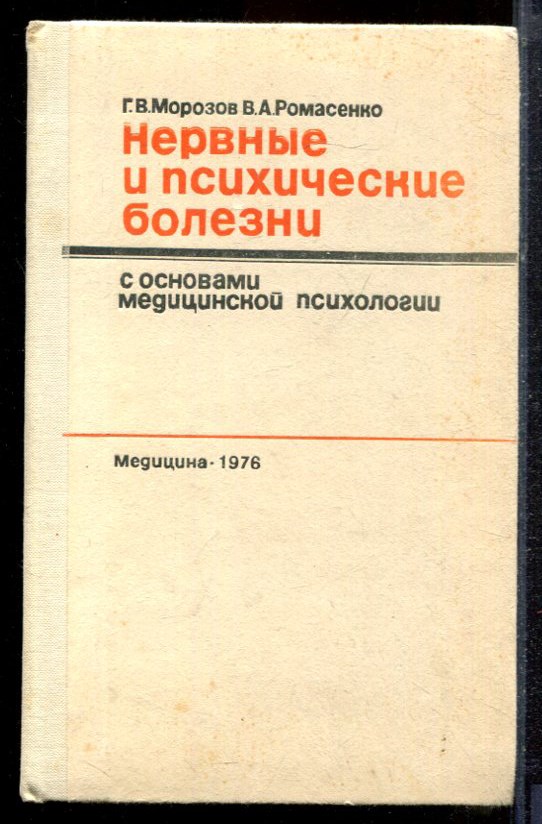 Г.В.Морозов В.А.Ромасенко
Нервные
и психические
болезни
с основами
медицинской психологии
Медицина · 1976